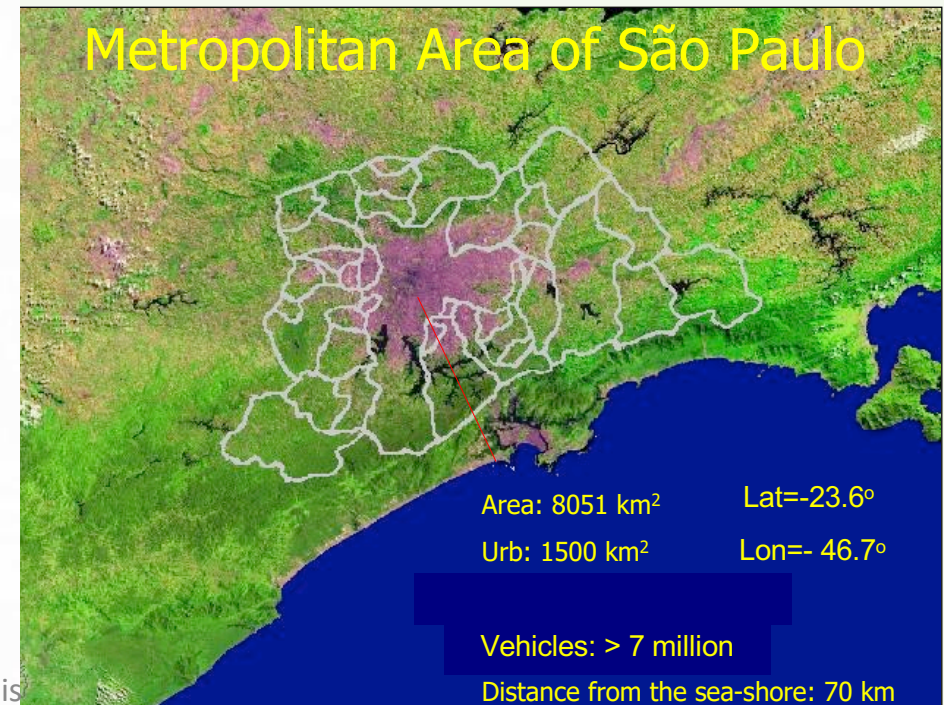 Metropolitan Area of São Paulo
Area: 8051 km² Lat=-23.6º
Urb: 1500 km² Lon=- 46.7º
Vehicles: > 7 million
is Distance from the sea-shore: 70 km